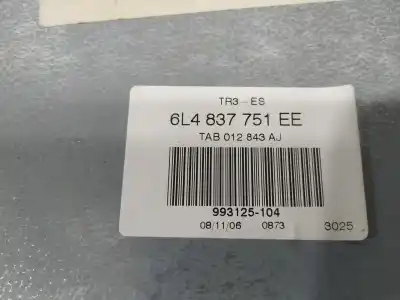 TR3-ES
6L4 837 751 EE
TAB 012 843 AJ
993125-104
08/11/06 0873 3025